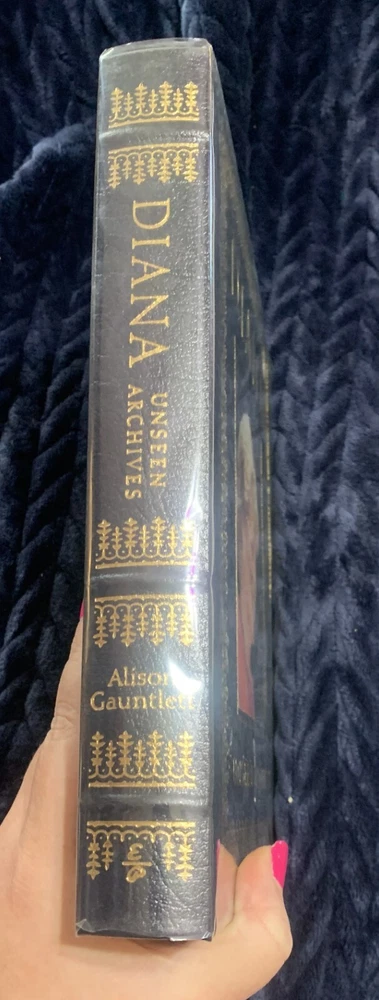 DIANA
UNSEEN
ARCHIVES
Alison
Gauntlett